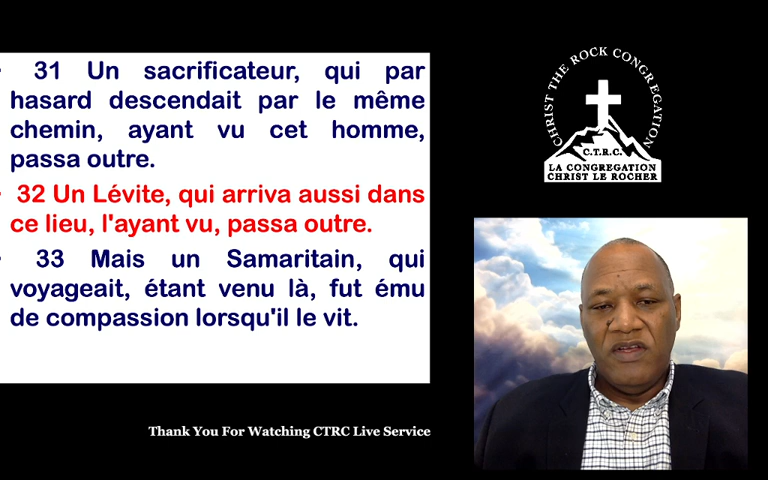 31 Un sacrificateur, qui par
hasard descendait par le même
chemin, ayant vu cet homme,
passa outre.
32 Un Lévite, qui arriva aussi dans
ce lieu, l'ayant vu, passa outre.
33 Mais un Samaritain, qui
voyageait, étant venu là, fut ému
de compassion lorsqu'il le vit.
Thank You For Watching CTRC Live Service
CHRIST THE ROCK CONGREGATION
C.T.R.C.
LA CONGREGATION
CHRIST LE ROCHER